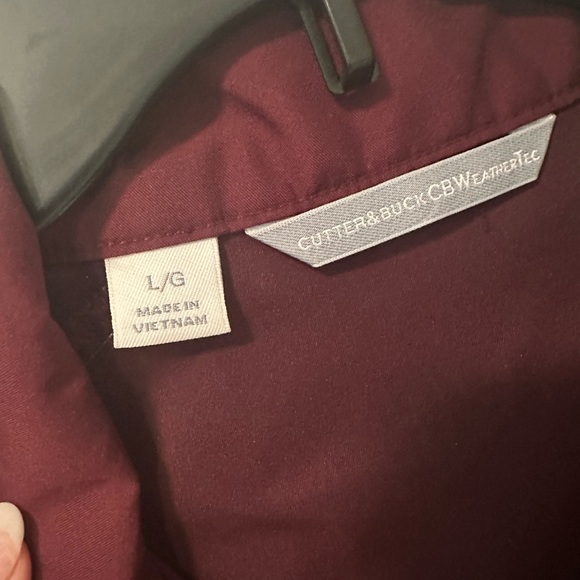 CUTTER&BUCK CBWEATHERTEC
L/G
MADE IN
VIETNAM